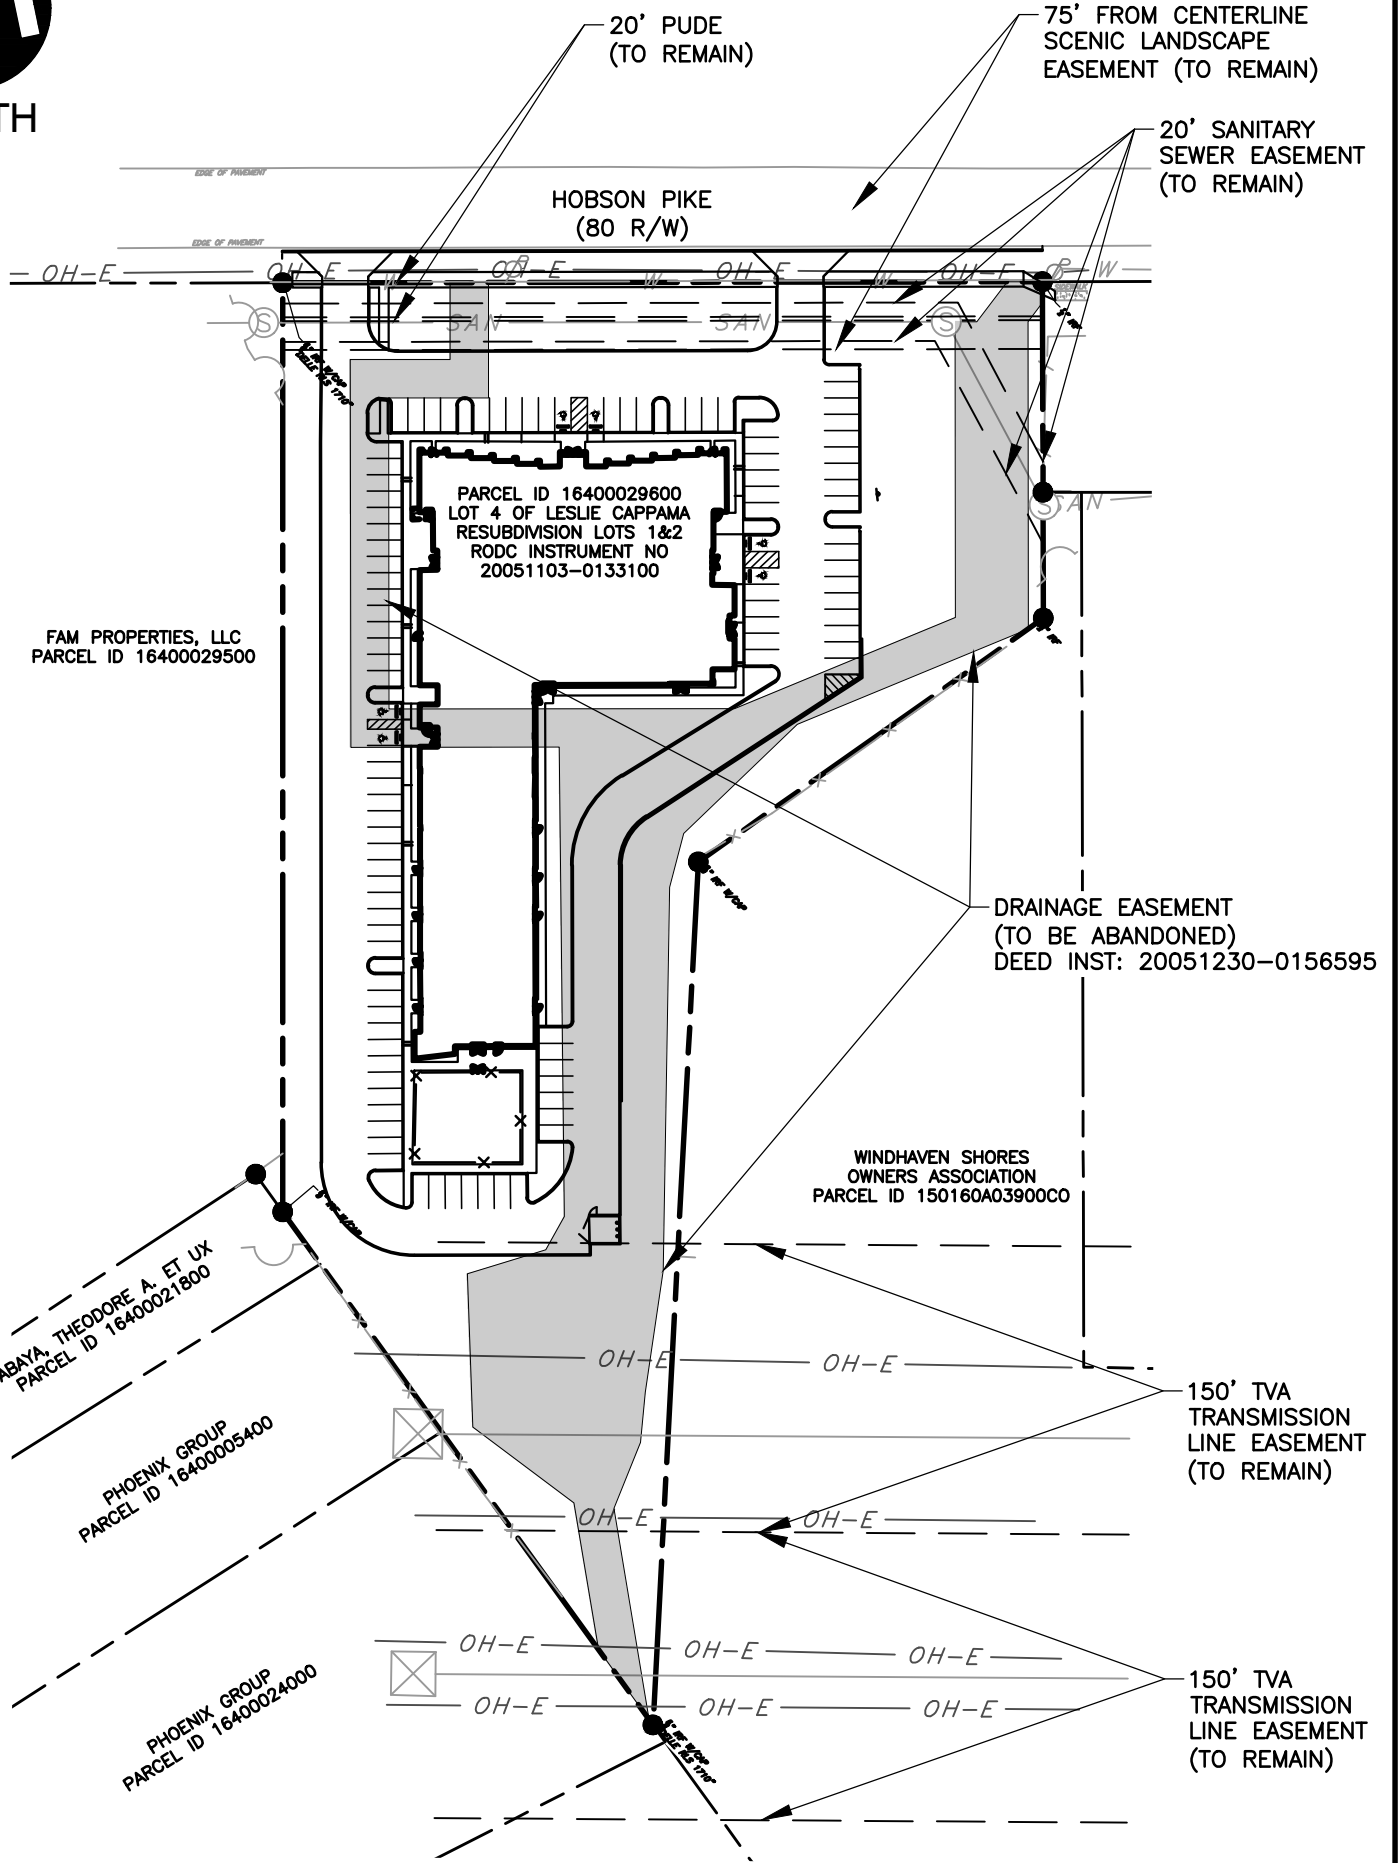 TH
20' PUDE
(TO REMAIN)
75' FROM CENTERLINE
SCENIC LANDSCAPE
EASEMENT (TO REMAIN)
20' SANITARY
SEWER EASEMENT
(TO REMAIN)
EDGE OF PAVEMENT
HOBSON PIKE
(80 R/W)
EDGE OF PAVEMENT
OH-E OH-E OH-E OH-E OH-E W
W W W
S SAN SAN S
PARCEL ID 16400029600
LOT 4 OF LESLIE CAPPAMA
RESUBDIVISION LOTS 1&2
RODC INSTRUMENT NO
20051103-0133100
S SAN
FAM PROPERTIES, LLC
PARCEL ID 16400029500
DRAINAGE EASEMENT
(TO BE ABANDONED)
DEED INST: 20051230-0156595
WINDHAVEN SHORES
OWNERS ASSOCIATION
PARCEL ID 150160A03900CO
ABAYA, THEODORE A. ET UX
PARCEL ID 16400021800
OH-E OH-E
150' TVA
TRANSMISSION
LINE EASEMENT
(TO REMAIN)
PHOENIX GROUP
PARCEL ID 16400005400
OH-E OH-E
OH-E OH-E OH-E
150' TVA
TRANSMISSION
LINE EASEMENT
(TO REMAIN)
PHOENIX GROUP
PARCEL ID 16400024000
OH-E OH-E OH-E